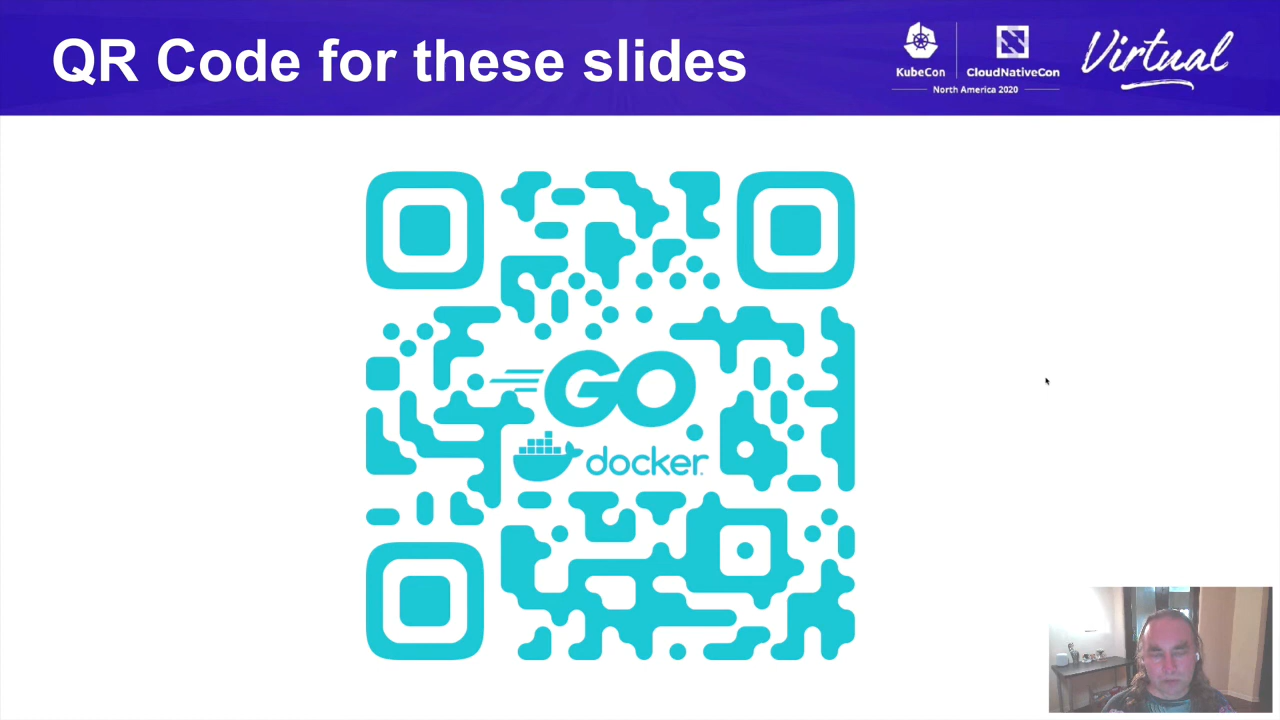 QR Code for these slides
KubeCon
CloudNativeCon
North America 2020
Virtual
GO
docker